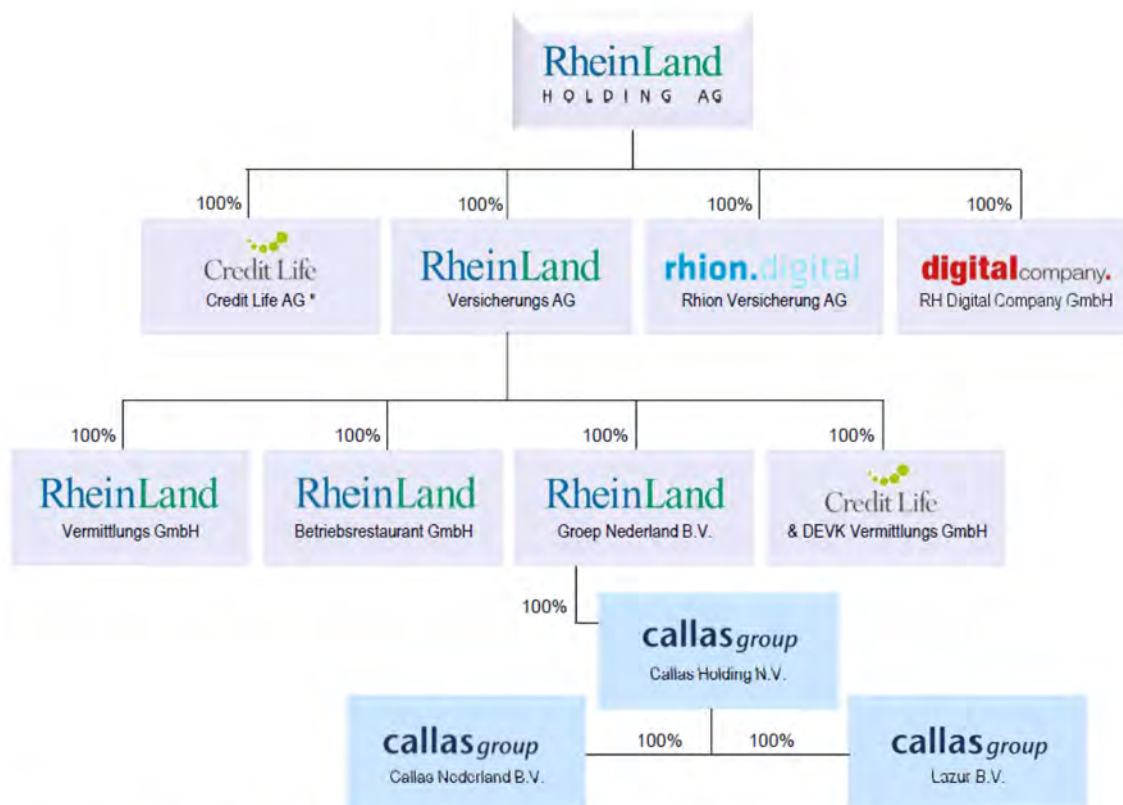 RheinLand
HOLDING AG
100% 100% 100% 100%
Credit Life
Credit Life AG *
RheinLand
Versicherungs AG
rhion.digital
Rhion Versicherung AG
digitalcompany.
RH Digital Company GmbH
100% 100% 100% 100%
RheinLand
Vermittlungs GmbH
RheinLand
Betriebsrestaurant GmbH
RheinLand
Groep Nederland B.V.
Credit Life
& DEVK Vermittlungs GmbH
100%
callas group
Callas Holding N.V.
100% 100%
callas group
Callas Nederland B.V.
callas group
Lazur B.V.